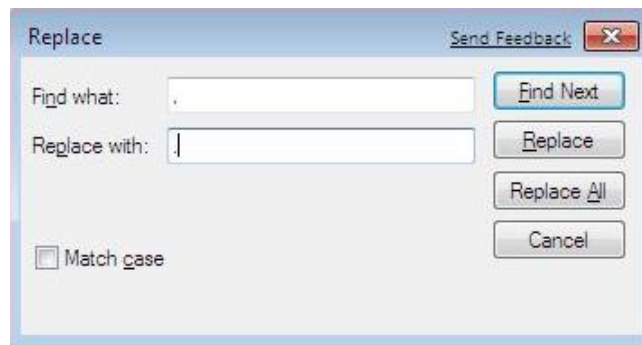 Replace
Send Feedback
Find what: ,
Find Next
Replace with: .
Replace
Replace All
Match case
Cancel